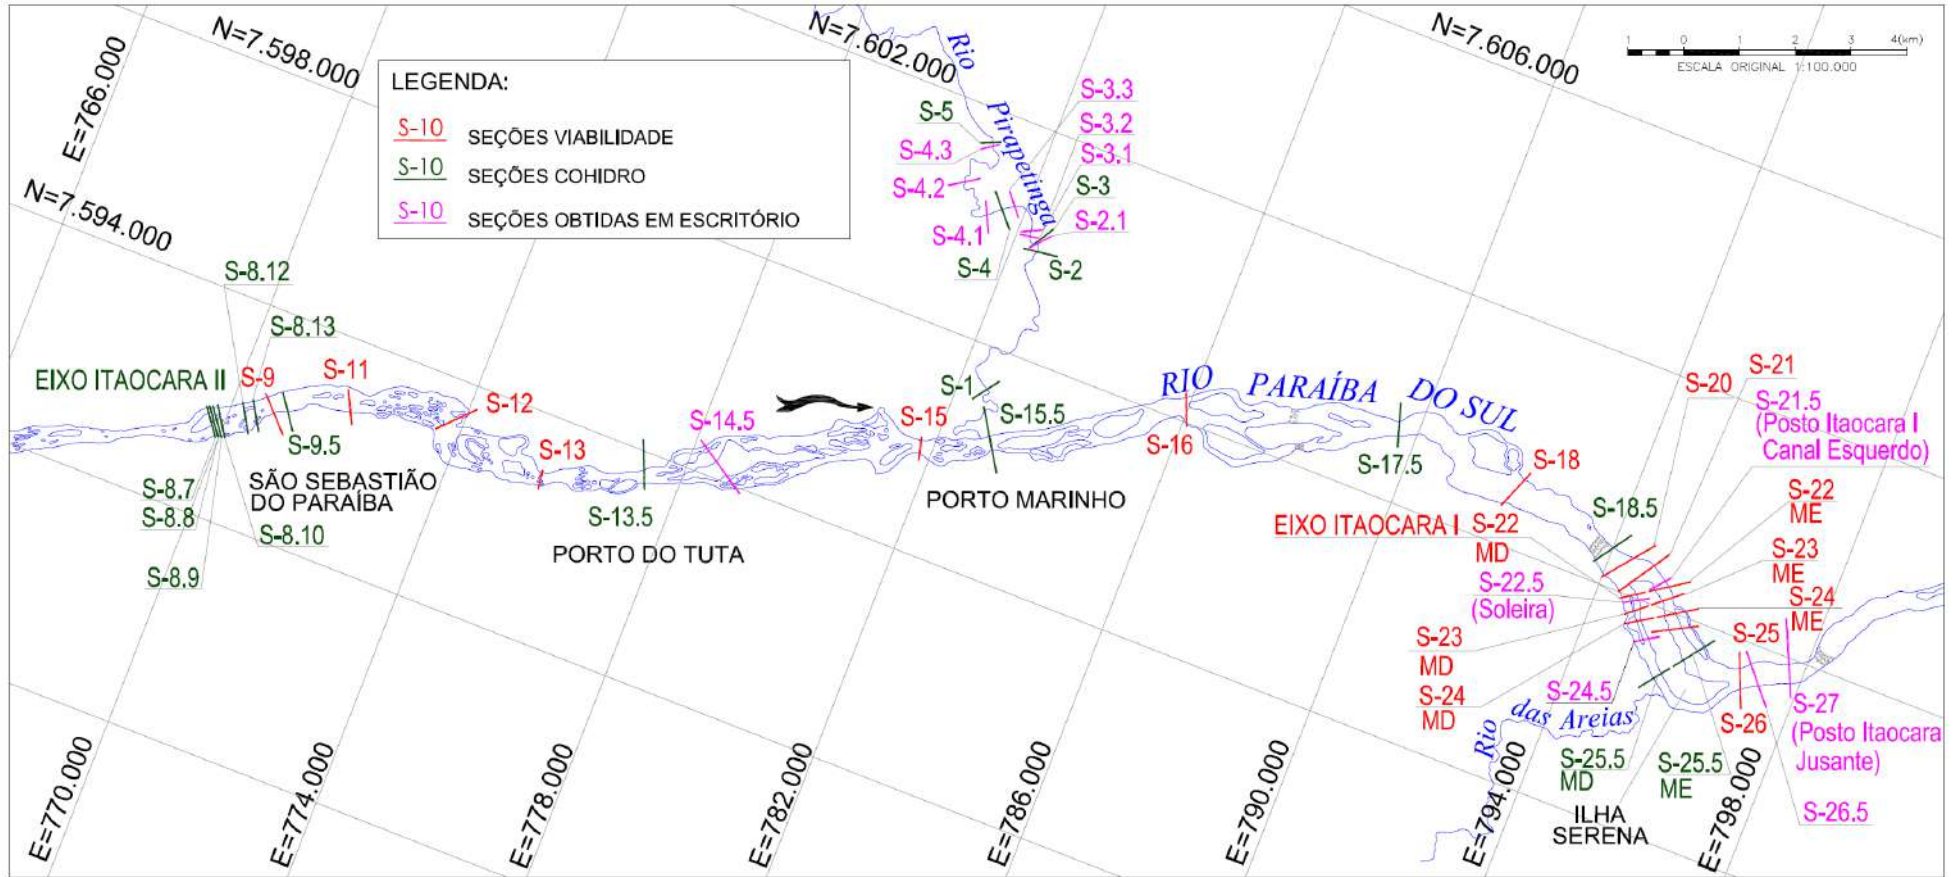 N=7.598.000
N=7.602.000
N=7.606.000
E=766.000
N=7.594.000
1 0 1 2 3 4(km)
ESCALA ORIGINAL 1:100.000
LEGENDA:
S-10 SEÇÕES VIABILIDADE
S-10 SEÇÕES COHIDRO
S-10 SEÇÕES OBTIDAS EM ESCRITÓRIO
Rio
Pirapetinga
S-5
S-4.3
S-4.2
S-4.1
S-4
S-3.3
S-3.2
S-3.1
S-3
S-2.1
S-2
S-8.12
S-8.13
EIXO ITAOCARA II
S-9
S-11
S-12
S-9.5
SÃO SEBASTIÃO
DO PARAÍBA
S-8.7
S-8.8
S-8.10
S-8.9
S-13
S-13.5
S-14.5
PORTO DO TUTA
S-15
S-1
S-15.5
PORTO MARINHO
RIO PARAÍBA DO SUL
S-16
S-17.5
S-18
S-18.5
S-20
S-21
S-21.5
(Posto Itaocara I
Canal Esquerdo)
EIXO ITAOCARA I
S-22
MD
S-22
ME
S-22.5
(Soleira)
S-23
ME
S-23
MD
S-24
ME
S-24
MD
S-24.5
S-25
S-26
S-27
(Posto Itaocara
Jusante)
Rio
das Areias
S-25.5
MD
S-25.5
ME
S-26.5
ILHA
SERENA
E=770.000
E=774.000
E=778.000
E=782.000
E=786.000
E=790.000
E=794.000
E=798.000